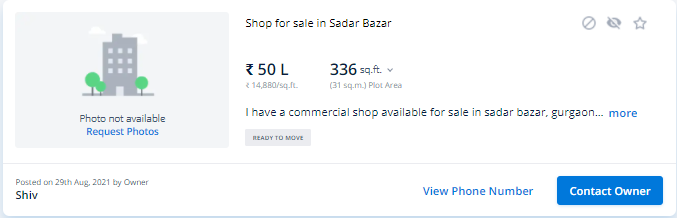 Shop for sale in Sadar Bazar
₹ 50 L
336 sq.ft.
₹ 14,880/sq.ft.
(31 sq.m.) Plot Area
Photo not available
Request Photos
I have a commercial shop available for sale in sadar bazar, gurgaon... more
READY TO MOVE
Posted on 29th Aug, 2021 by Owner
Shiv
View Phone Number
Contact Owner